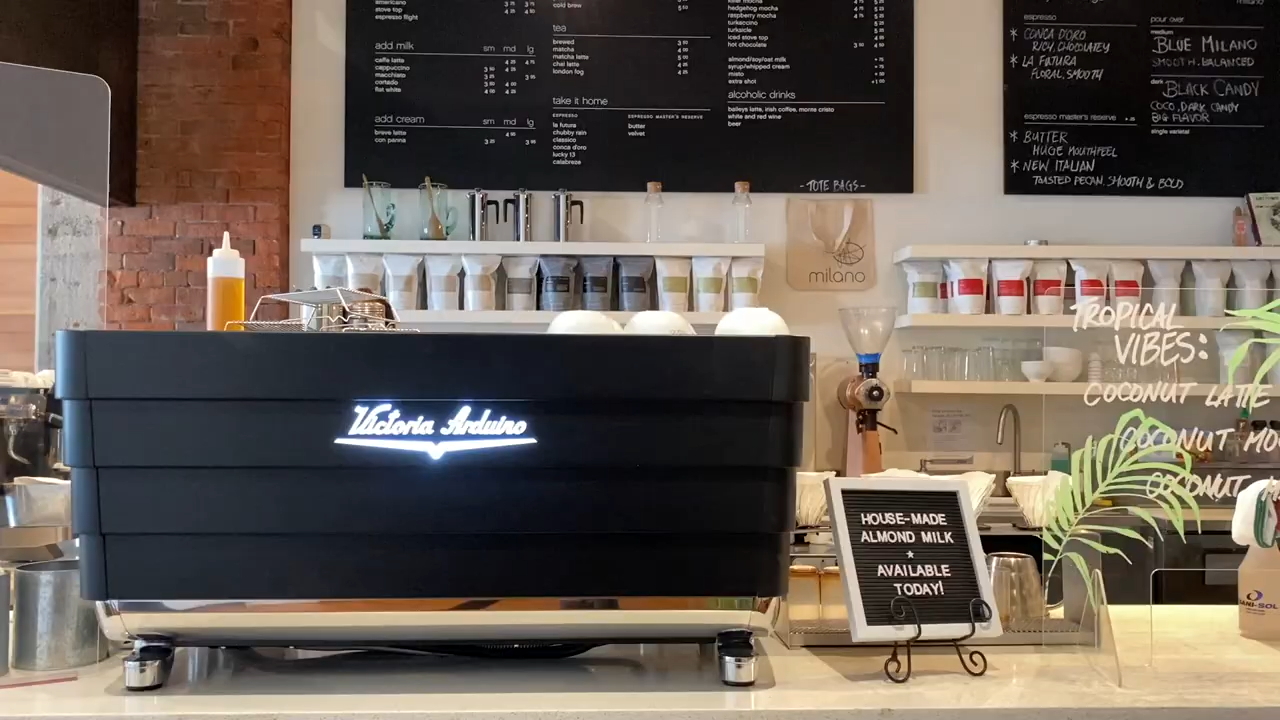 americano
stove top
espresso flight
add milk sm md lg
caffe latte
cappuccino
macchiato
cortado
flat white
add cream sm md lg
breve latte
con panna
cold brew
tea
brewed
matcha
matcha latte
chai latte
london fog
take it home
ESPRESSO
la futura
chubby rain
classico
conca d'oro
lucky 13
calabreze
ESPRESSO MASTER'S RESERVE
butter
velvet
hedgehog mocha
raspberry mocha
turkaccino
turksicle
iced stove top
hot chocolate
almond/soy/oat milk
syrup/whipped cream
misto
extra shot
alcoholic drinks
baileys latte, irish coffee, monte cristo
white and red wine
beer
- TOTE BAGS -
milano
espresso
* CONCA D'ORO
RICH, CHOCOLATEY
* LA FUTURA
FLORAL, SMOOTH
espresso master's reserve
* BUTTER
HUGE MOUTHFEEL
* NEW ITALIAN
TOASTED PECAN, SMOOTH & BOLD
milano
pour over
medium
BLUE MILANO
SMOOTH, BALANCED
dark
BLACK CANDY
COCO, DARK CANDY
BIG FLAVOR
single varietal
TROPICAL
VIBES:
COCONUT LATTE
COCONUT MO
COCONUT
Victoria Arduino
HOUSE-MADE
ALMOND MILK
*
AVAILABLE
TODAY!
ANI-SOL